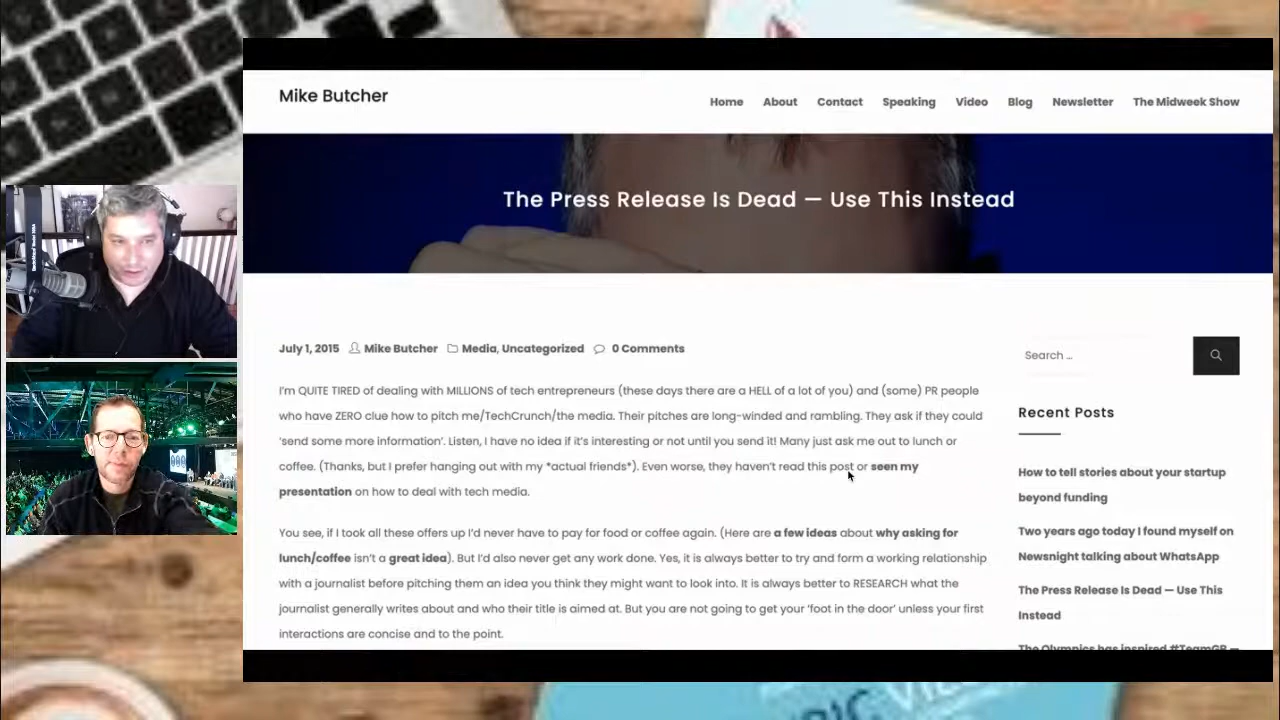 Mike Butcher
Home About Contact Speaking Video Blog Newsletter The Midweek Show
The Press Release Is Dead — Use This Instead
July 1, 2015 Mike Butcher Media, Uncategorized 0 Comments
I'm QUITE TIRED of dealing with MILLIONS of tech entrepreneurs (these days there are a HELL of a lot of you) and (some) PR people
who have ZERO clue how to pitch me/TechCrunch/the media. Their pitches are long-winded and rambling. They ask if they could
'send some more information'. Listen, I have no idea if it's interesting or not until you send it! Many just ask me out to lunch or
coffee. (Thanks, but I prefer hanging out with my *actual friends*). Even worse, they haven't read this post or seen my
presentation on how to deal with tech media.
You see, if I took all these offers up I'd never have to pay for food or coffee again. (Here are a few ideas about why asking for
lunch/coffee isn't a great idea). But I'd also never get any work done. Yes, it is always better to try and form a working relationship
with a journalist before pitching them an idea you think they might want to look into. It is always better to RESEARCH what the
journalist generally writes about and who their title is aimed at. But you are not going to get your 'foot in the door' unless your first
interactions are concise and to the point.
Search …
Recent Posts
How to tell stories about your startup
beyond funding
Two years ago today I found myself on
Newsnight talking about WhatsApp
The Press Release Is Dead — Use This
Instead
The Olympics has inspired #TeamGB —